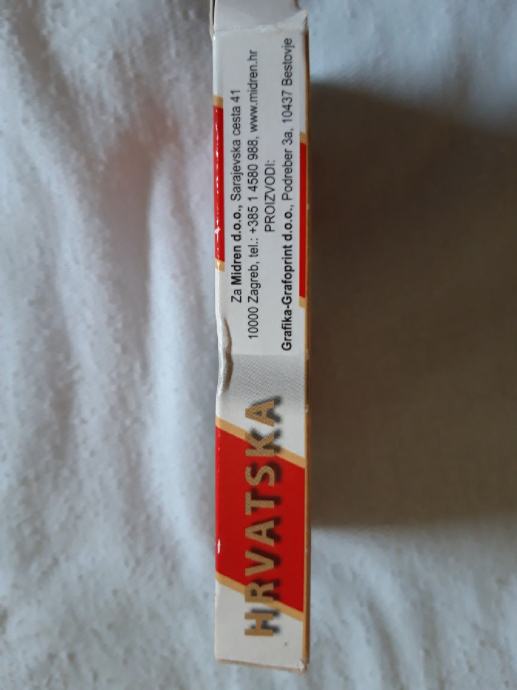 HRVATSKA
Za Midren d.o.o., Sarajevska cesta 41
10000 Zagreb, tel.: +385 1 4580 988, www.midren.hr
PROIZVODI:
Grafika-Grafoprint d.o.o., Podreber 3a, 10437 Bestovje